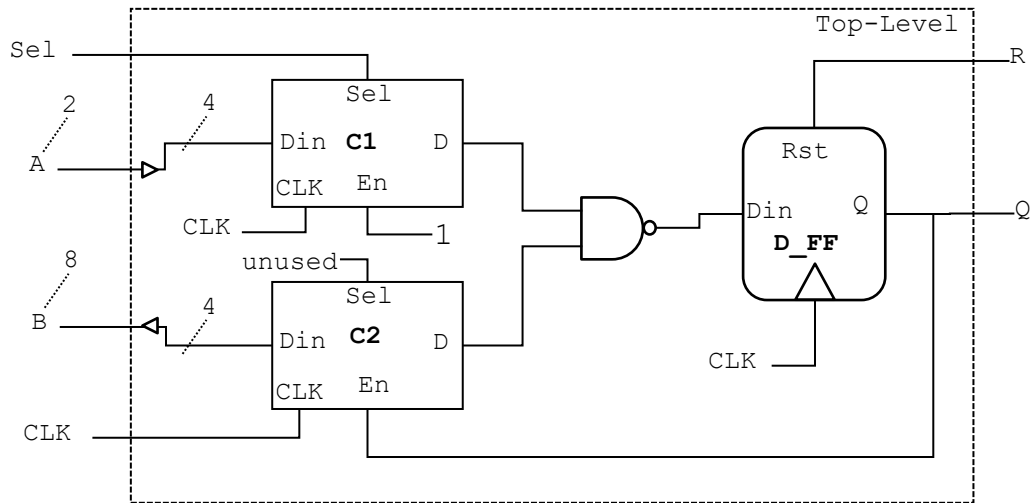 Top-Level
Sel
R
2
4
Sel
Din C1 D
A
Rst
CLK En
CLK
1
Din Q
Q
D_FF
8
unused
Sel
4
B
Din C2 D
CLK
CLK En
CLK